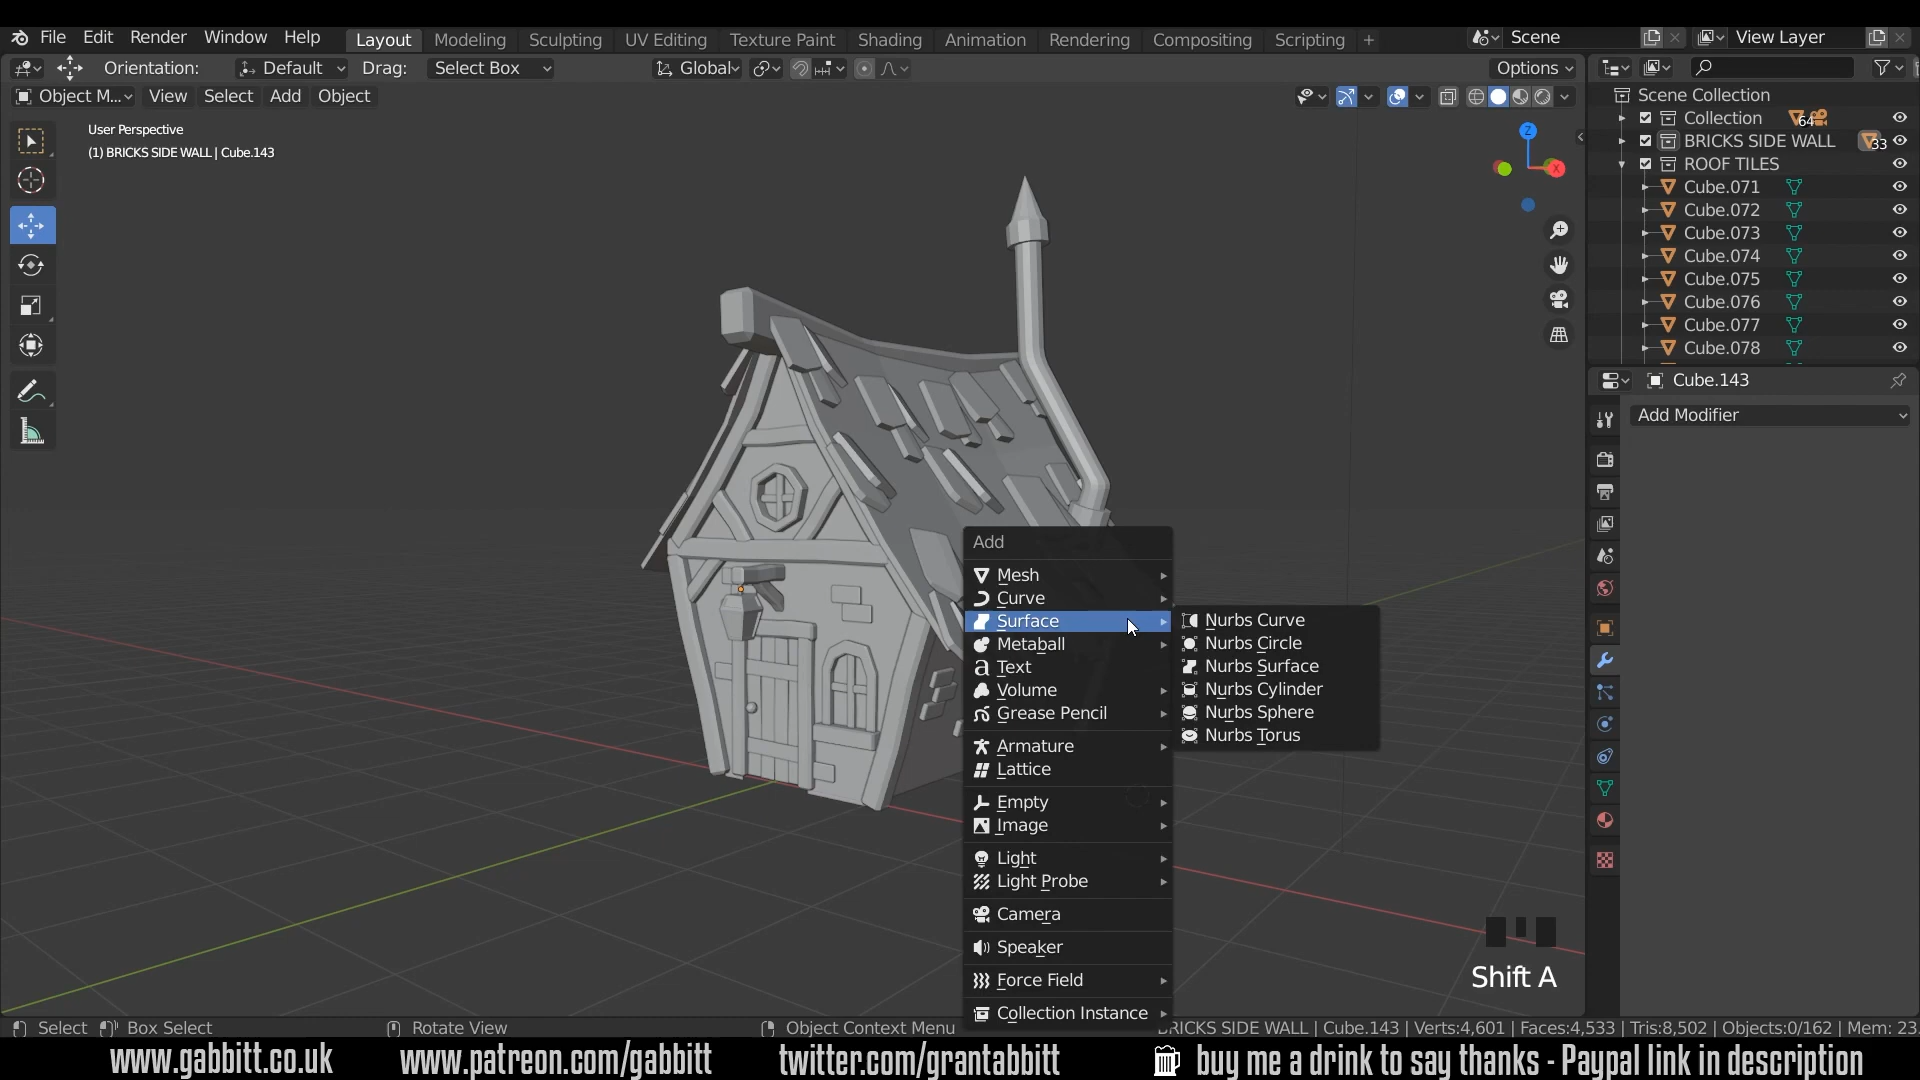 File Edit Render Window Help Layout Modeling Sculpting UV Editing Texture Paint Shading Animation Rendering Compositing Scripting + Scene View Layer
Orientation: Default Drag: Select Box Global Options
Object M... View Select Add Object
User Perspective
(1) BRICKS SIDE WALL | Cube.143
Z
X
Scene Collection
Collection 64
BRICKS SIDE WALL 33
ROOF TILES
Cube.071
Cube.072
Cube.073
Cube.074
Cube.075
Cube.076
Cube.077
Cube.078
Cube.143
Add Modifier
Add
Mesh
Curve
Surface
Metaball
Text
Volume
Grease Pencil
Armature
Lattice
Empty
Image
Light
Light Probe
Camera
Speaker
Force Field
Collection Instance
Nurbs Curve
Nurbs Circle
Nurbs Surface
Nurbs Cylinder
Nurbs Sphere
Nurbs Torus
Shift A
Select Box Select Rotate View Object Context Menu BRICKS SIDE WALL | Cube.143 | Verts:4,601 | Faces:4,533 | Tris:8,502 | Objects:0/162 | Mem: 23.
www.gabbitt.co.uk www.patreon.com/gabbitt twitter.com/grantabbitt buy me a drink to say thanks - Paypal link in description